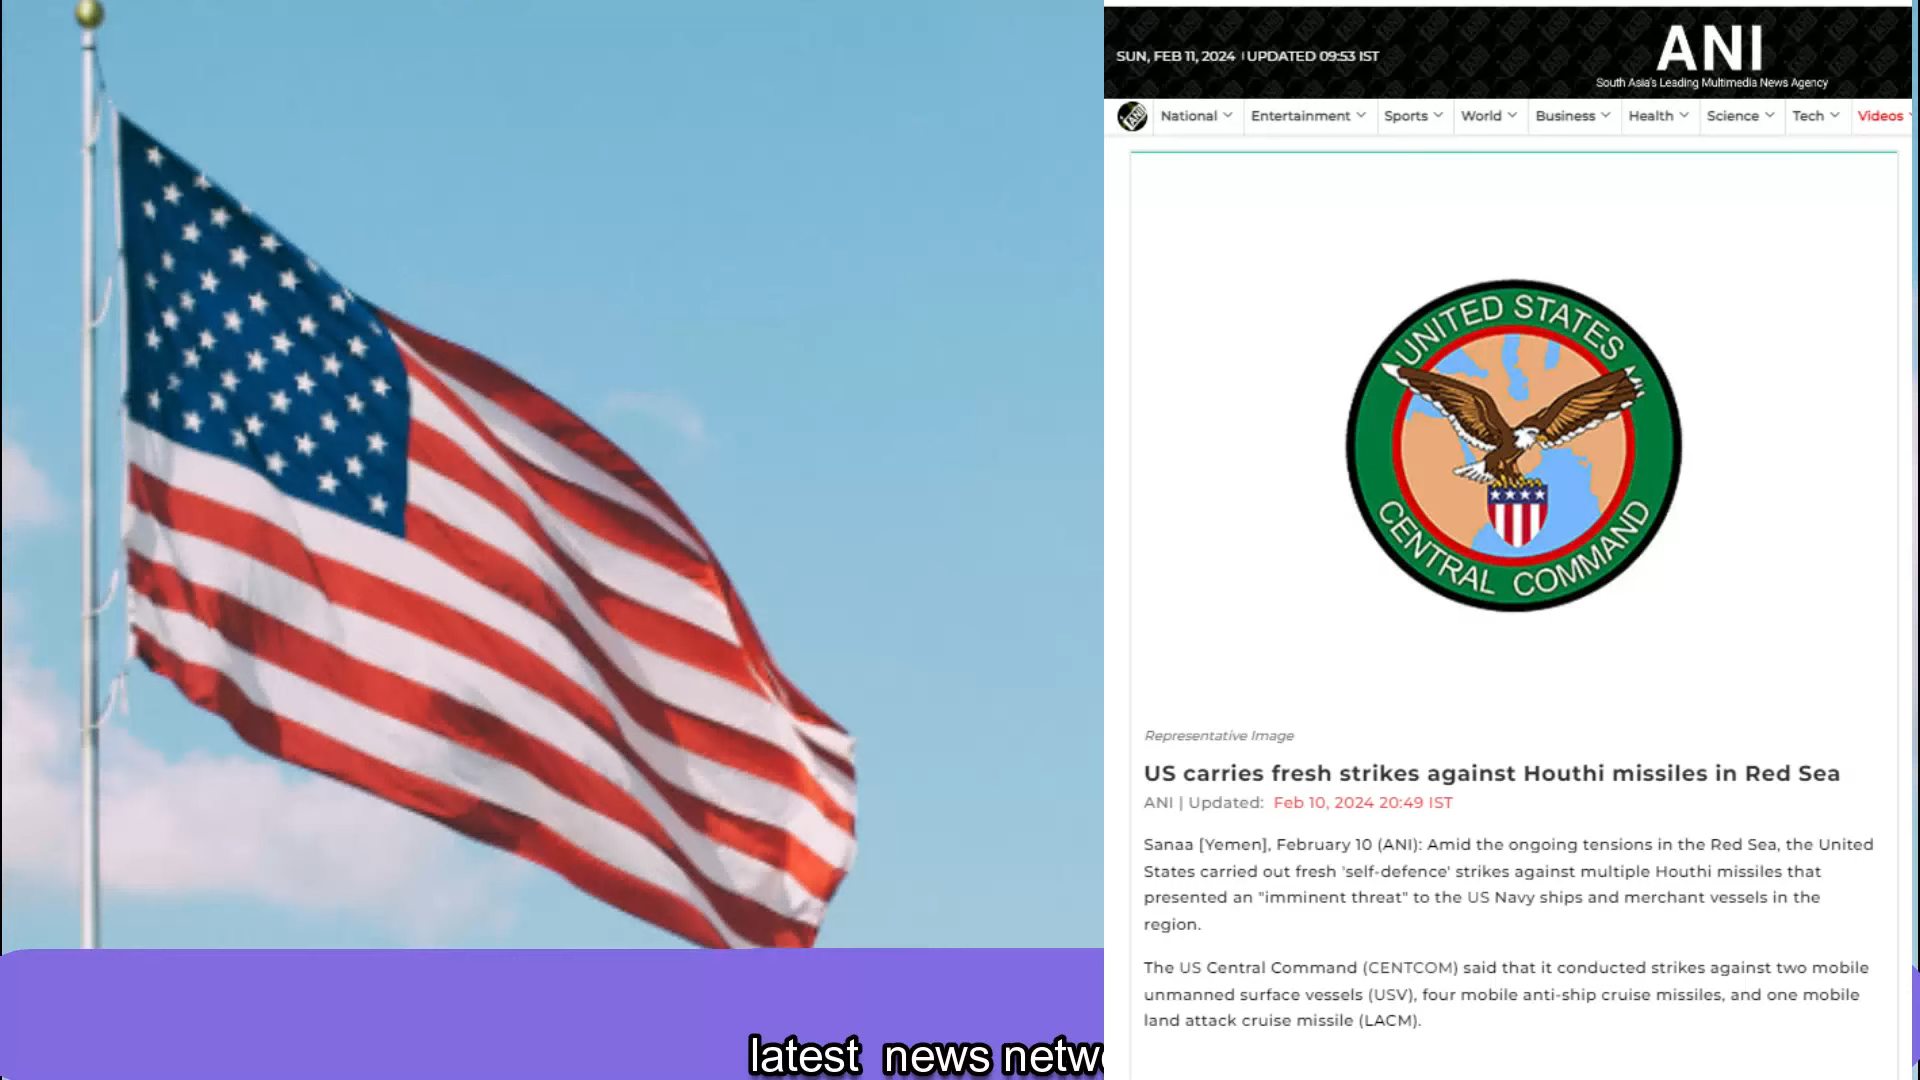 SUN, FEB 11, 2024 | UPDATED 09:53 IST
ANI
South Asia's Leading Multimedia News Agency
ANI
National
Entertainment
Sports
World
Business
Health
Science
Tech
Videos
UNITED STATES
CENTRAL COMMAND
Representative Image
US carries fresh strikes against Houthi missiles in Red Sea
ANI | Updated: Feb 10, 2024 20:49 IST
Sanaa [Yemen], February 10 (ANI): Amid the ongoing tensions in the Red Sea, the United
States carried out fresh 'self-defence' strikes against multiple Houthi missiles that
presented an "imminent threat" to the US Navy ships and merchant vessels in the
region.
The US Central Command (CENTCOM) said that it conducted strikes against two mobile
unmanned surface vessels (USV), four mobile anti-ship cruise missiles, and one mobile
land attack cruise missile (LACM).
latest news